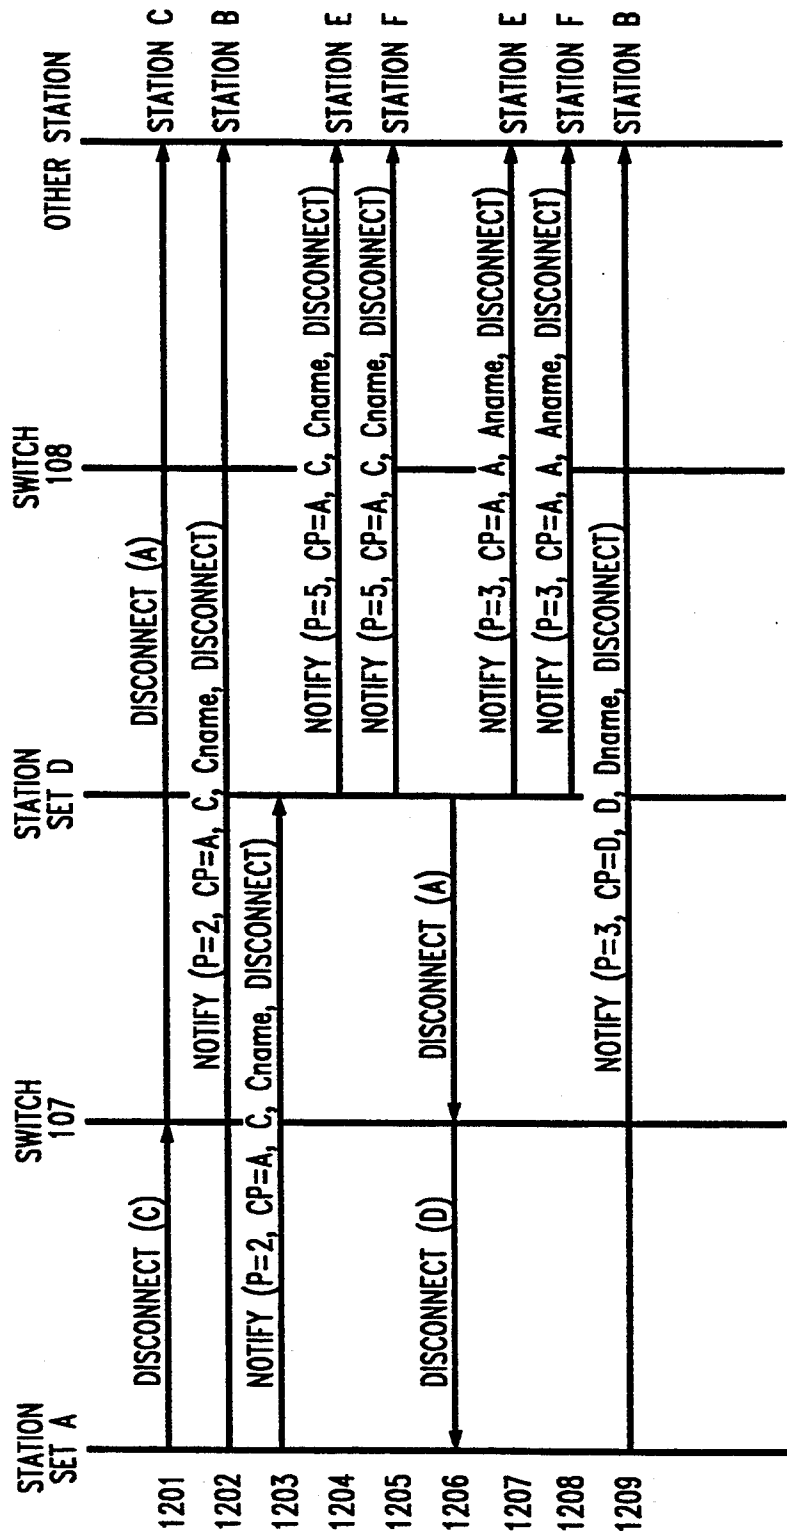 STATION
SET A
SWITCH
107
STATION
SET D
SWITCH
108
OTHER STATION
1201
DISCONNECT (C)
DISCONNECT (A)
STATION C
1202
NOTIFY (P=2, CP=A, C, Cname, DISCONNECT)
STATION B
1203
NOTIFY (P=2, CP=A, C, Cname, DISCONNECT)
1204
NOTIFY (P=5, CP=A, C, Cname, DISCONNECT)
STATION E
1205
NOTIFY (P=5, CP=A, C, Cname, DISCONNECT)
STATION F
1206
DISCONNECT (D)
DISCONNECT (A)
1207
NOTIFY (P=3, CP=A, A, Aname, DISCONNECT)
STATION E
1208
NOTIFY (P=3, CP=A, A, Aname, DISCONNECT)
STATION F
1209
NOTIFY (P=3, CP=D, D, Dname, DISCONNECT)
STATION B